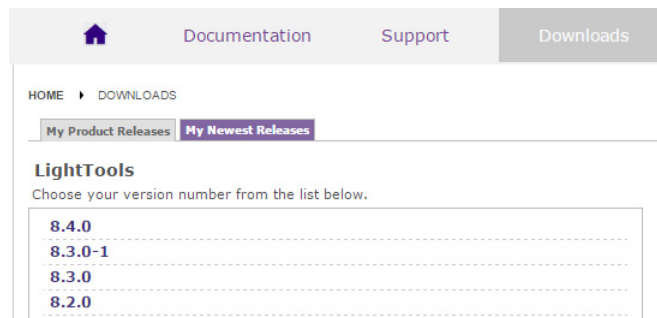 Documentation Support Downloads
HOME DOWNLOADS
My Product Releases My Newest Releases
LightTools
Choose your version number from the list below.
8.4.0
8.3.0-1
8.3.0
8.2.0